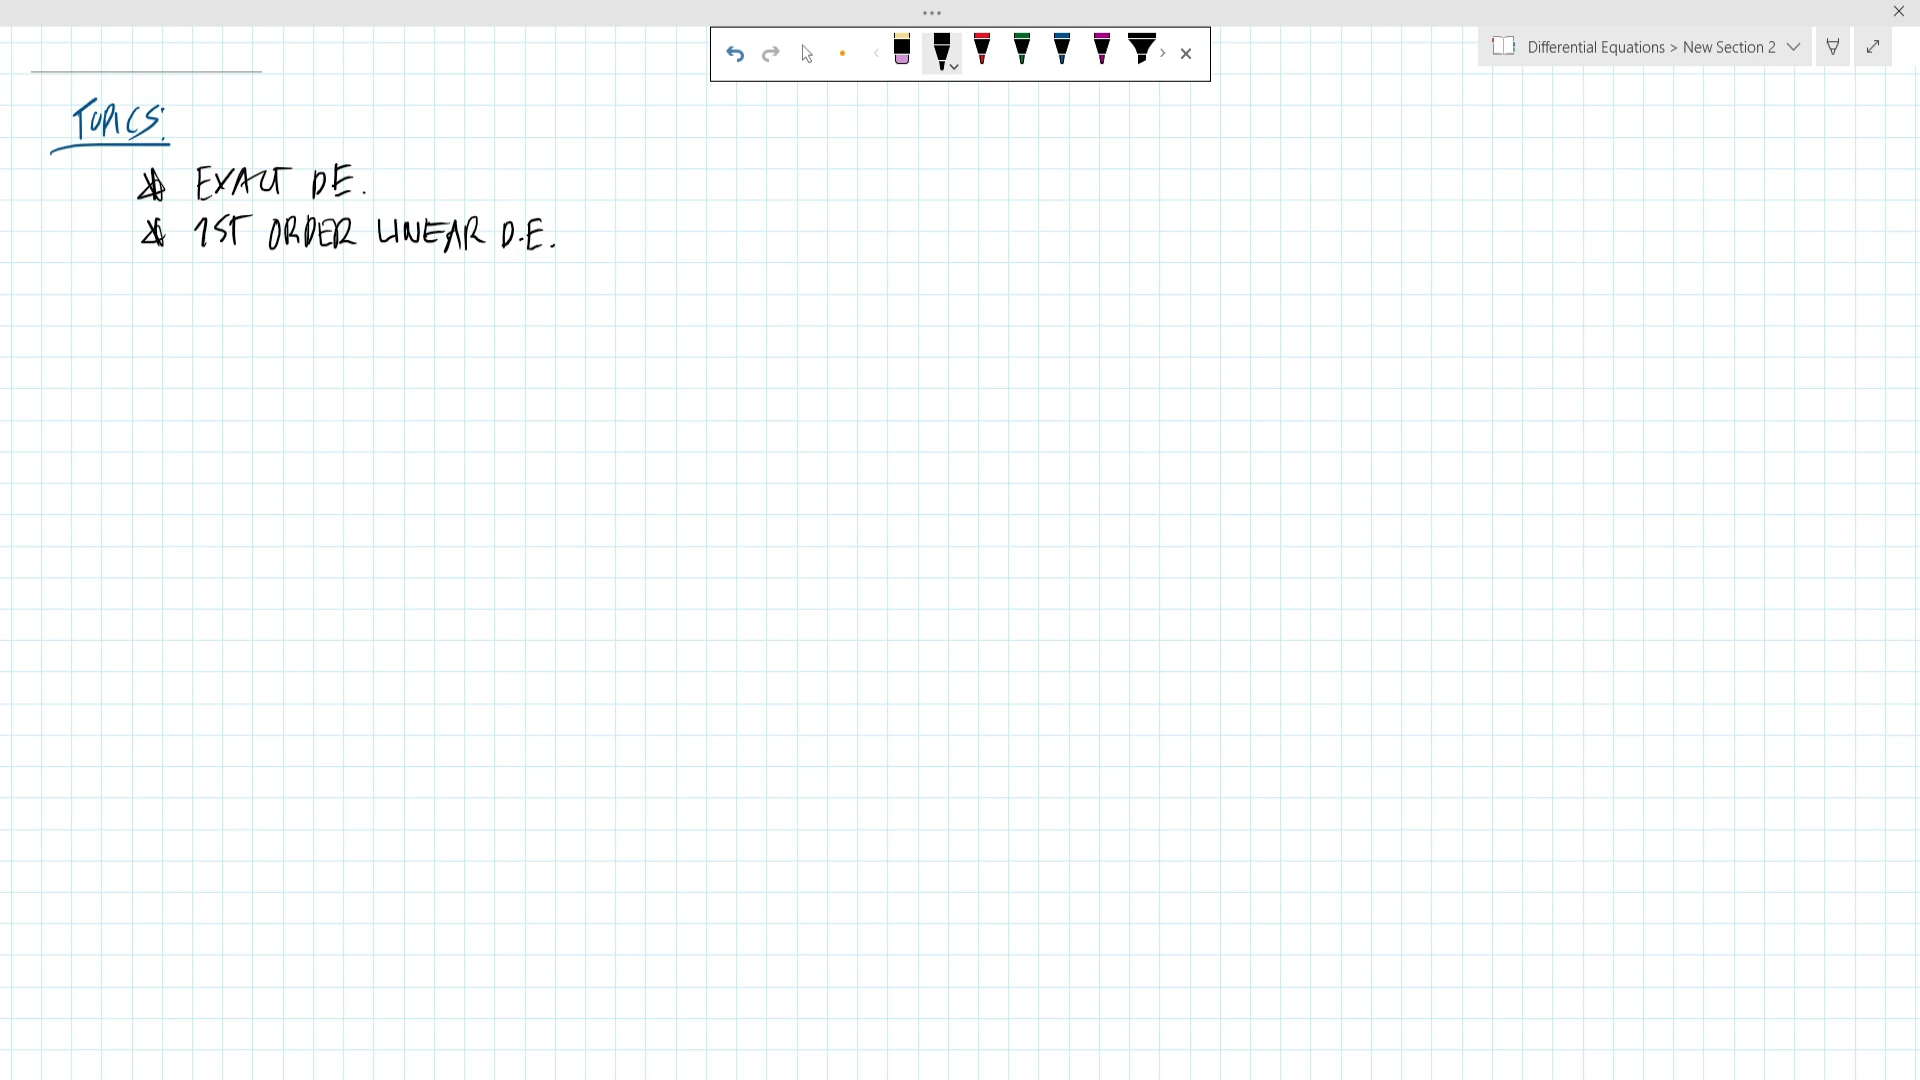 Differential Equations > New Section 2
TOPICS:
EXACT DE.
1ST ORDER LINEAR D.E.